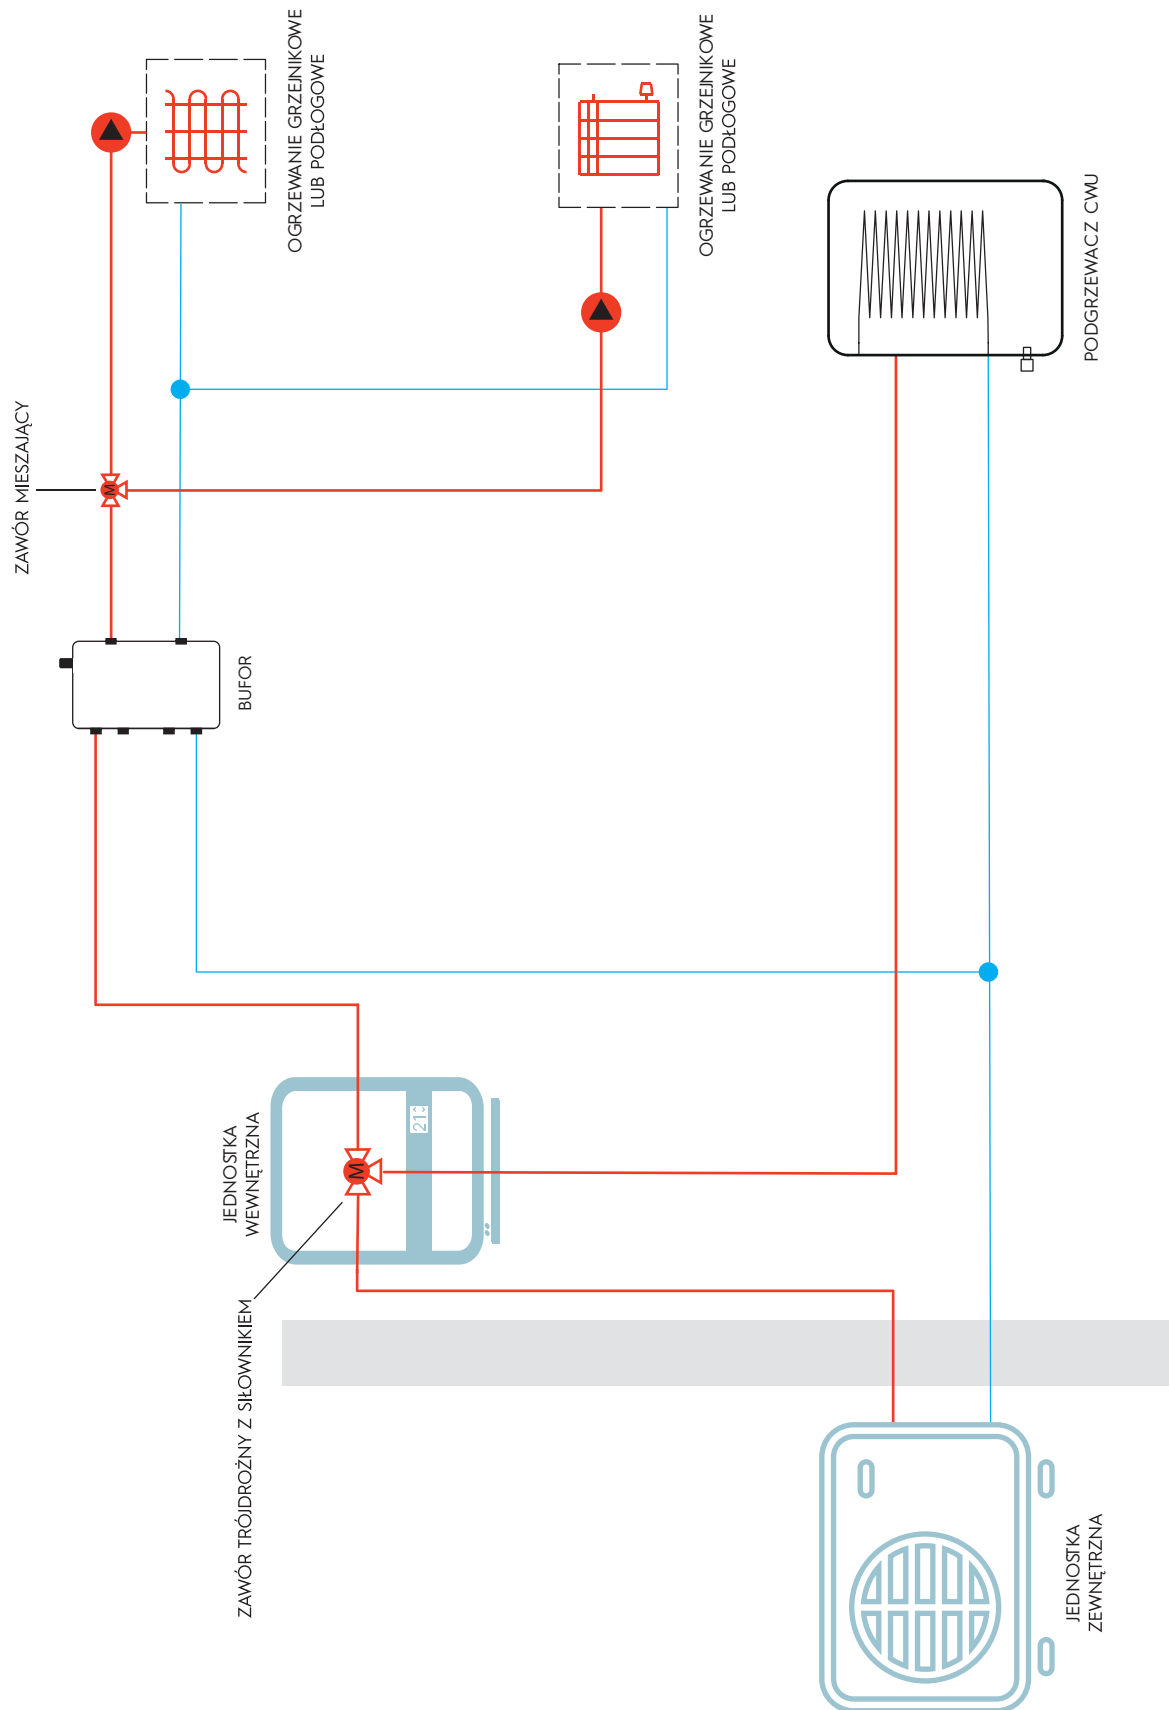 OGRZEWANIE GRZEJNIKOWE
LUB PODŁOGOWE
OGRZEWANIE GRZEJNIKOWE
LUB PODŁOGOWE
PODGRZEWACZ CWU
ZAWÓR MIESZAJĄCY
M
BUFOR
JEDNOSTKA
WEWNĘTRZNA
M
ZAWÓR TRÓJDROŻNY Z SIŁOWNIKIEM
JEDNOSTKA
ZEWNĘTRZNA